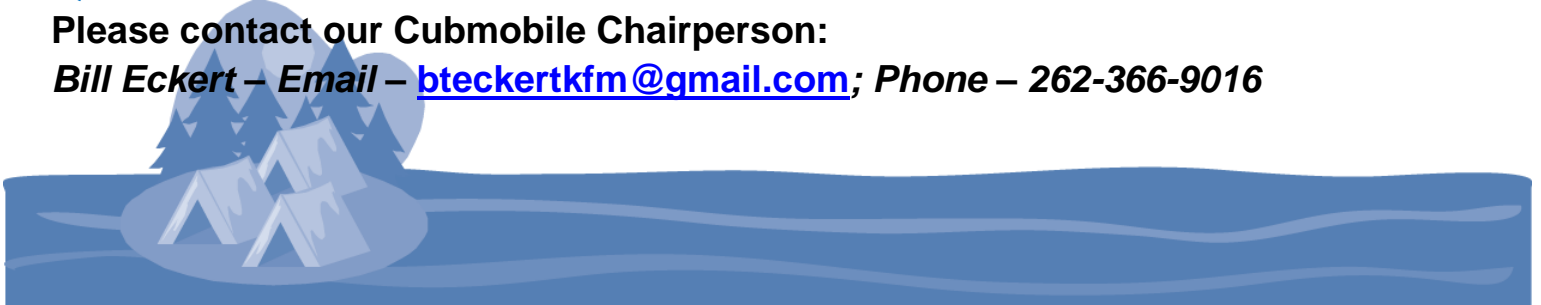 Please contact our Cubmobile Chairperson:
Bill Eckert – Email – bteckertkfm@gmail.com; Phone – 262-366-9016